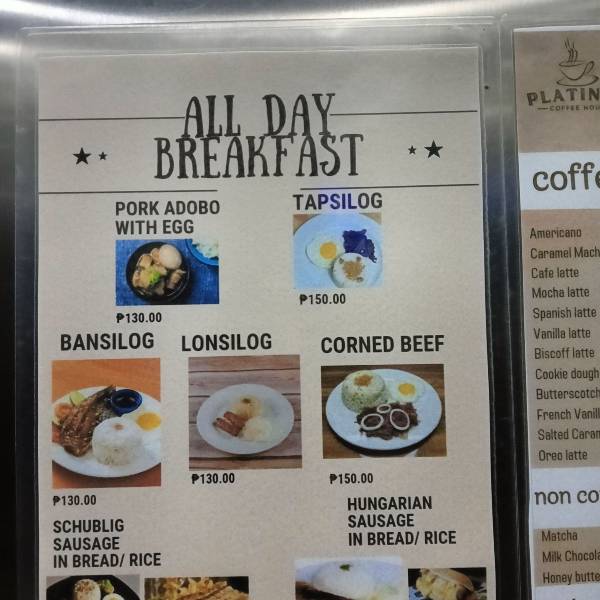 ALL DAY
BREAKFAST
PORK ADOBO
WITH EGG
₱130.00
TAPSILOG
₱150.00
BANSILOG
₱130.00
LONSILOG
₱130.00
CORNED BEEF
₱150.00
SCHUBLIG
SAUSAGE
IN BREAD/ RICE
HUNGARIAN
SAUSAGE
IN BREAD/ RICE
PLATIN
COFFEE HOU
coffe
Americano
Caramel Mach
Cafe latte
Mocha latte
Spanish latte
Vanilla latte
Biscoff latte
Cookie dough
Butterscotch
French Vanill
Salted Caram
Oreo latte
non co
Matcha
Milk Chocola
Honey butte